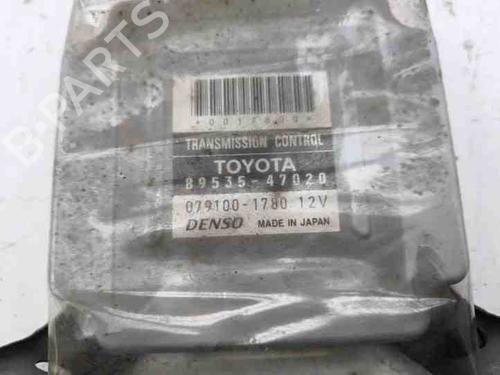 B-PARTS
TRANSMISSION CONTROL
TOYOTA
89535-47020
079100-1780 12V
DENSO MADE IN JAPAN